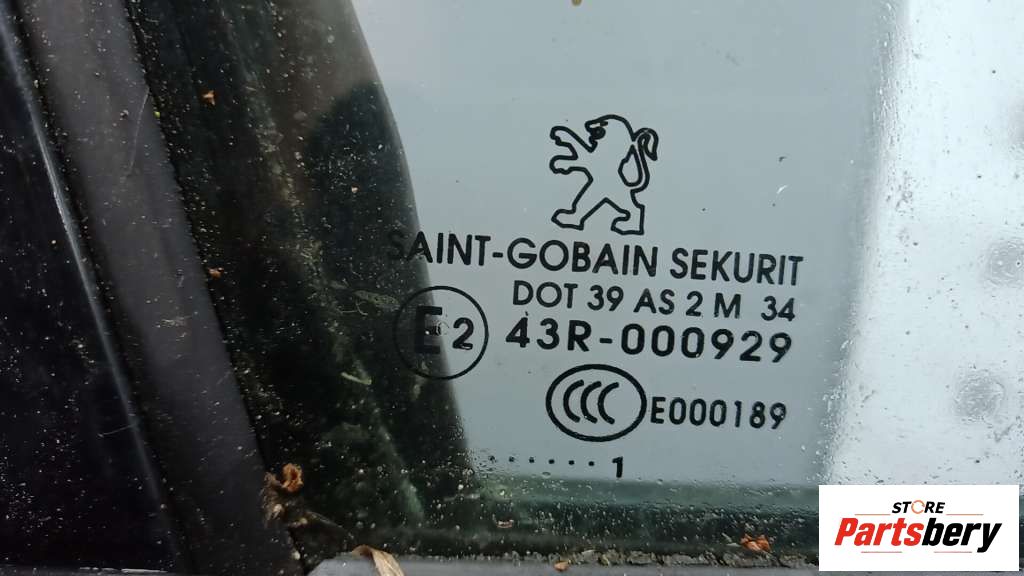 SAINT-GOBAIN SEKURIT
DOT 39 AS 2 M 34
E2 43R-000929
CCC E000189
. . . . . . . 1
STORE
Partsbery